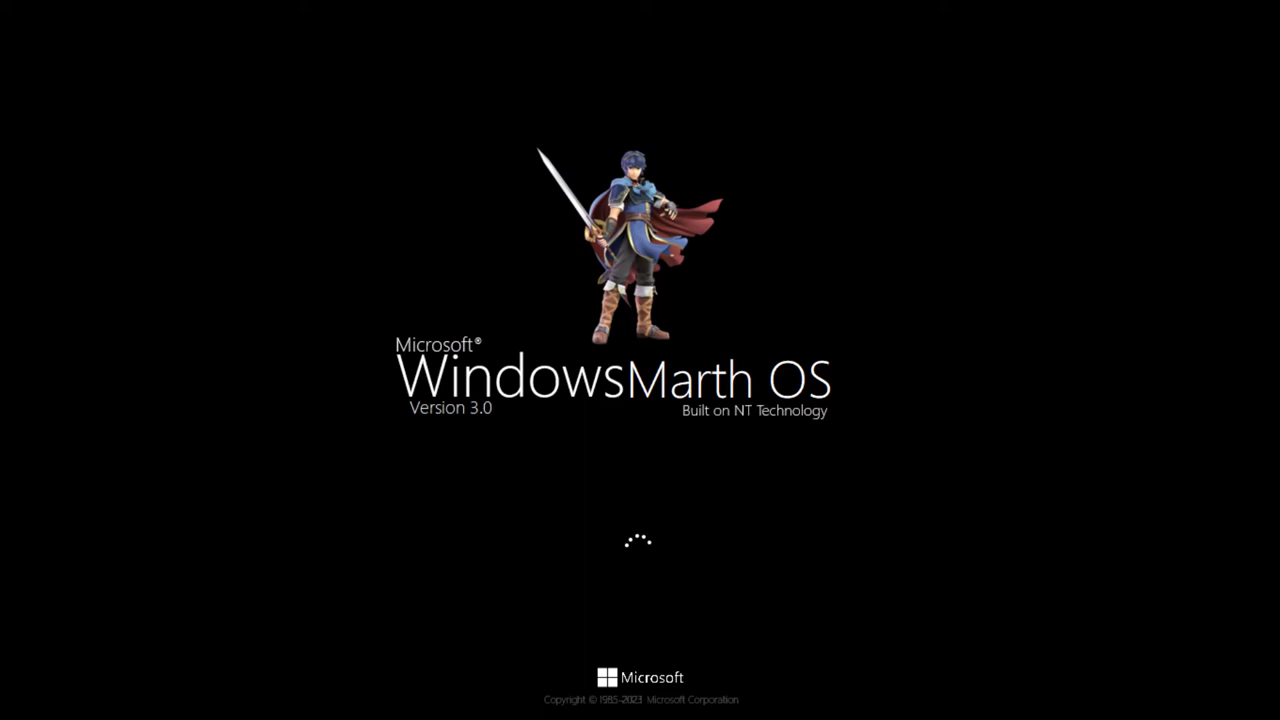 Microsoft®
WindowsMarth OS
Version 3.0
Built on NT Technology
Microsoft
Copyright © 1985-2023 Microsoft Corporation